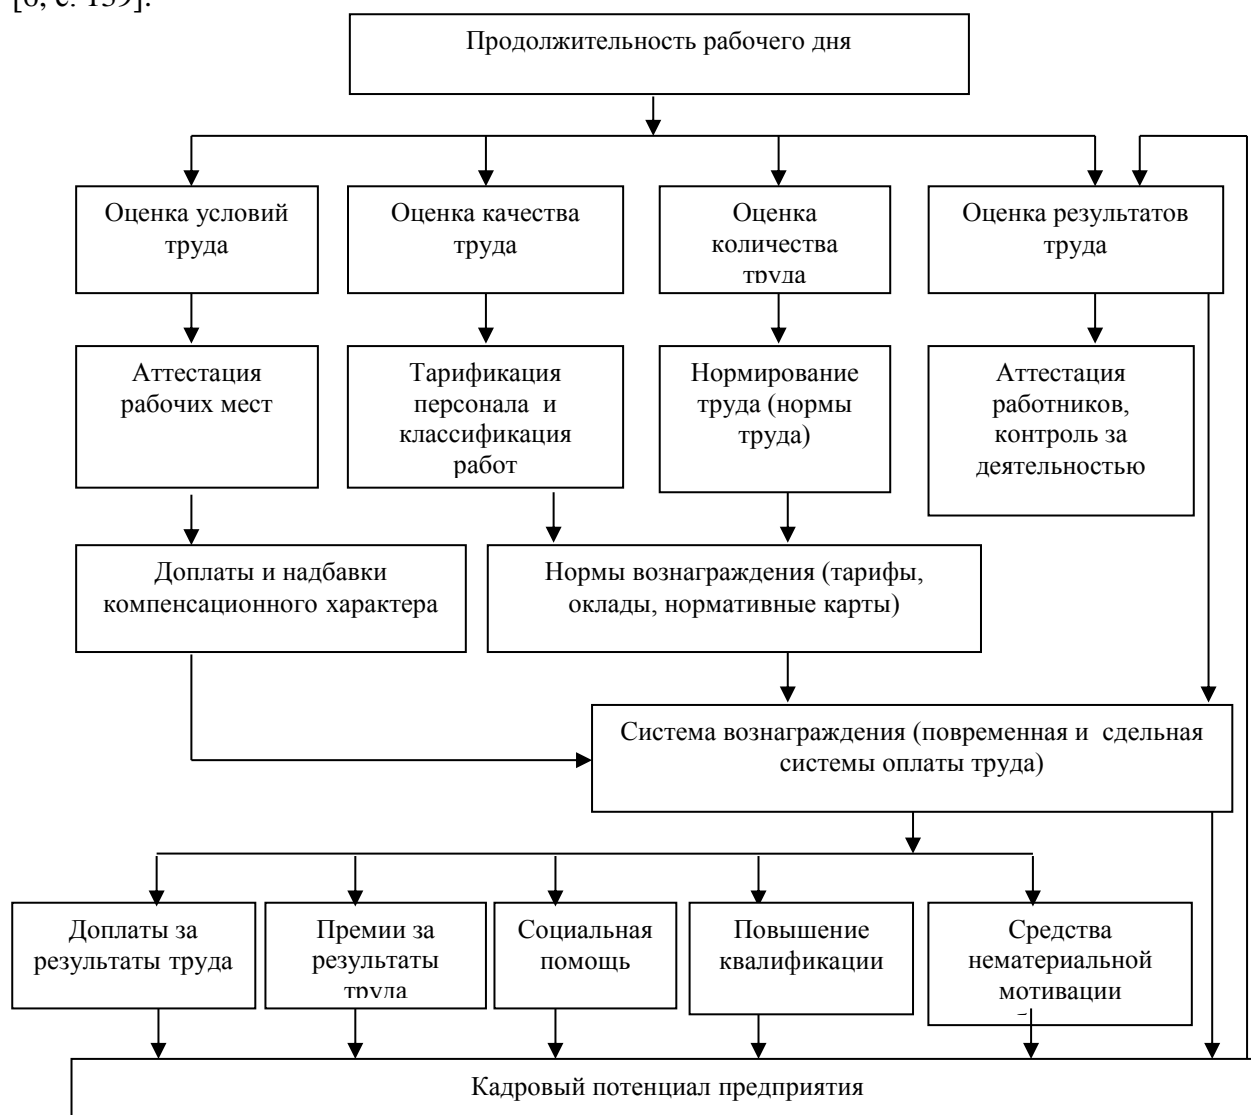 [6, с. 139].
Продолжительность рабочего дня
Оценка условий
труда
Оценка качества
труда
Оценка
количества
труда
Оценка результатов
труда
Аттестация
рабочих мест
Тарификация
персонала и
классификация
работ
Нормирование
труда (нормы
труда)
Аттестация
работников,
контроль за
деятельностью
Доплаты и надбавки
компенсационного характера
Нормы вознаграждения (тарифы,
оклады, нормативные карты)
Система вознаграждения (повременная и сдельная
системы оплаты труда)
Доплаты за
результаты труда
Премии за
результаты
труда
Социальная
помощь
Повышение
квалификации
Средства
нематериальной
мотивации
Кадровый потенциал предприятия